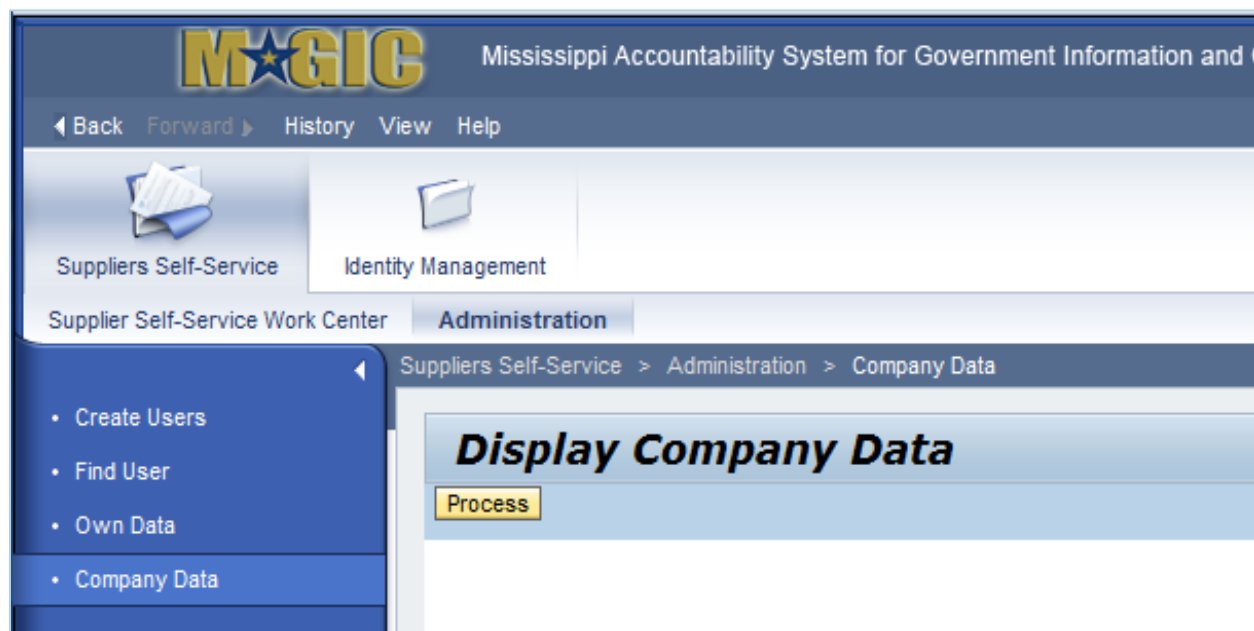 MAGIC
Mississippi Accountability System for Government Information and
Back Forward History View Help
Suppliers Self-Service
Identity Management
Supplier Self-Service Work Center Administration
Suppliers Self-Service > Administration > Company Data
• Create Users
• Find User
• Own Data
• Company Data
Display Company Data
Process